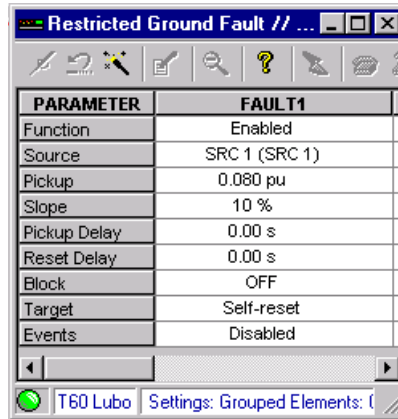 Restricted Ground Fault // ...
PARAMETER FAULT1
Function Enabled
Source SRC 1 (SRC 1)
Pickup 0.080 pu
Slope 10 %
Pickup Delay 0.00 s
Reset Delay 0.00 s
Block OFF
Target Self-reset
Events Disabled
T60 Lubo Settings: Grouped Elements: (